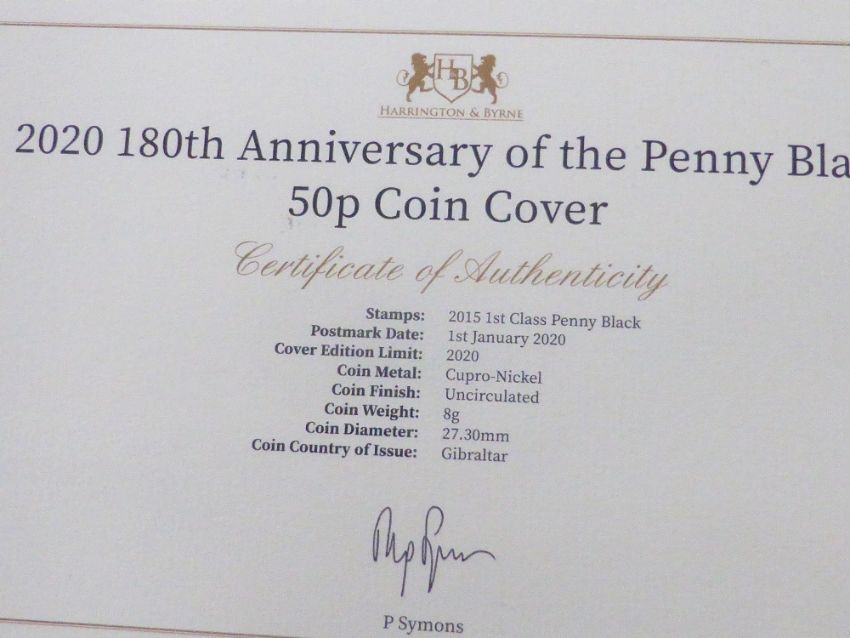 HB
HARRINGTON & BYRNE
2020 180th Anniversary of the Penny Bla
50p Coin Cover
Certificate of Authenticity
Stamps: 2015 1st Class Penny Black
Postmark Date: 1st January 2020
Cover Edition Limit: 2020
Coin Metal: Cupro-Nickel
Coin Finish: Uncirculated
Coin Weight: 8g
Coin Diameter: 27.30mm
Coin Country of Issue: Gibraltar
P Symons